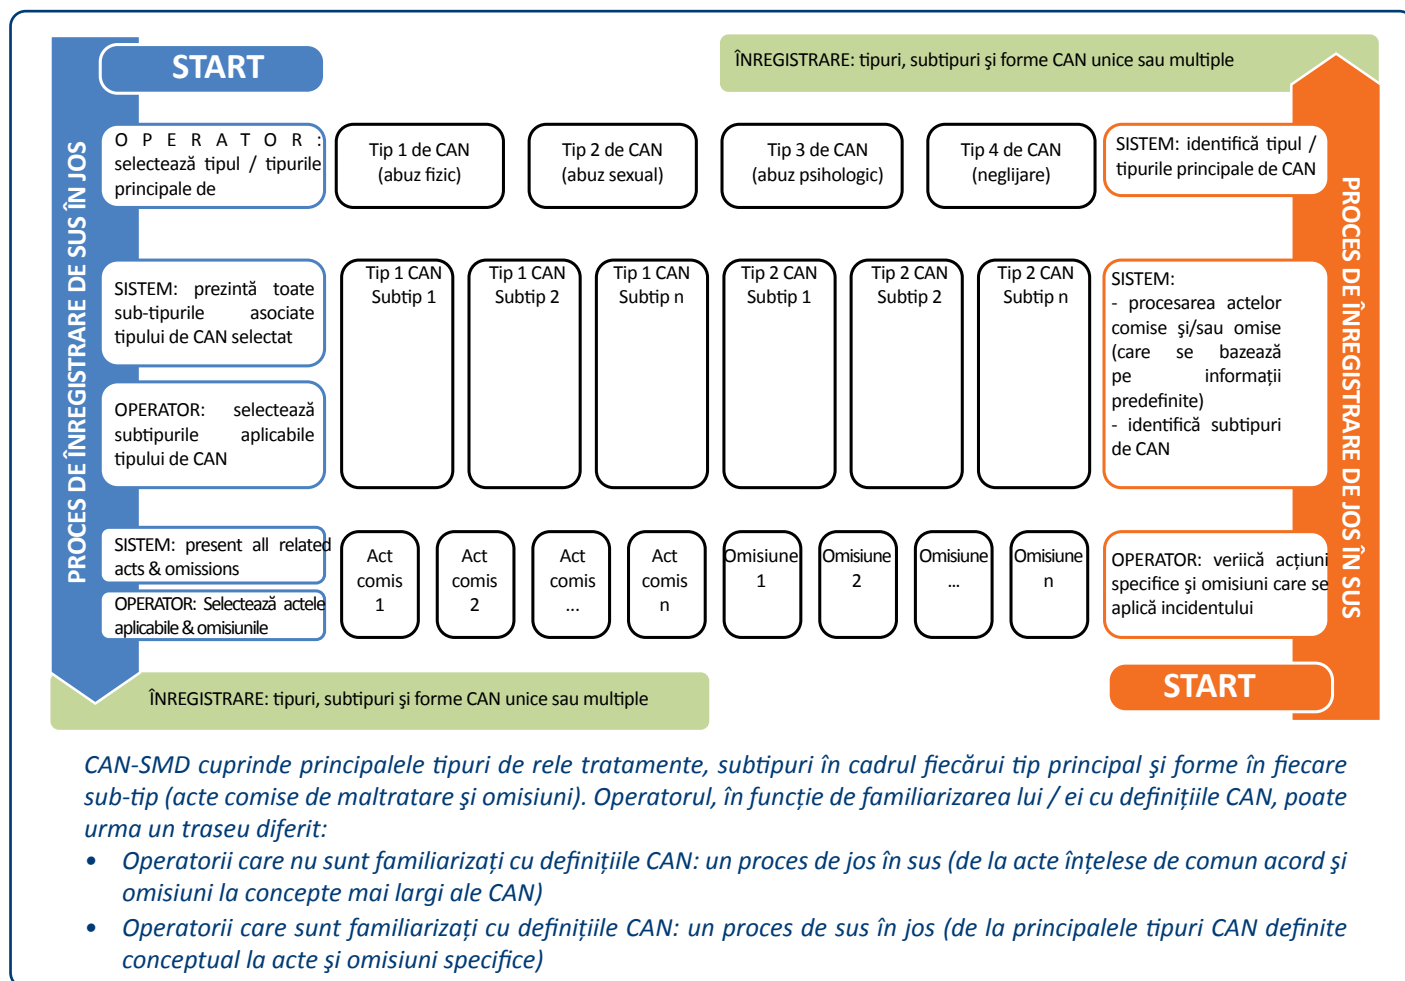 START
ÎNREGISTRARE: tipuri, subtipuri şi forme CAN unice sau multiple
PROCES DE ÎNREGISTRARE DE SUS ÎN JOS
O P E R A T O R :
selectează tipul / tipurile
principale de
Tip 1 de CAN
(abuz fizic)
Tip 2 de CAN
(abuz sexual)
Tip 3 de CAN
(abuz psihologic)
Tip 4 de CAN
(neglijare)
SISTEM: identifică tipul /
tipurile principale de CAN
PROCES DE ÎNREGISTRARE DE JOS ÎN SUS
SISTEM: prezintă toate
sub-tipurile asociate
tipului de CAN selectat
OPERATOR: selectează
subtipurile aplicabile
tipului de CAN
Tip 1 CAN
Subtip 1
Tip 1 CAN
Subtip 2
Tip 1 CAN
Subtip n
Tip 2 CAN
Subtip 1
Tip 2 CAN
Subtip 2
Tip 2 CAN
Subtip n
SISTEM:
- procesarea actelor
comise şi/sau omise
(care se bazează
pe informații
predefinite)
- identifică subtipuri
de CAN
SISTEM: present all related
acts & omissions
OPERATOR: Selectează actele
aplicabile & omisiunile
Act
comis
1
Act
comis
2
Act
comis
...
Act
comis
n
Omisiune
1
Omisiune
2
Omisiune
...
Omisiune
n
OPERATOR: veriică acțiuni
specifice şi omisiuni care se
aplică incidentului
START
ÎNREGISTRARE: tipuri, subtipuri şi forme CAN unice sau multiple
CAN-SMD cuprinde principalele tipuri de rele tratamente, subtipuri în cadrul fiecărui tip principal şi forme în fiecare
sub-tip (acte comise de maltratare şi omisiuni). Operatorul, în funcție de familiarizarea lui / ei cu definițiile CAN, poate
urma un traseu diferit:
• Operatorii care nu sunt familiarizați cu definițiile CAN: un proces de jos în sus (de la acte înțelese de comun acord şi
omisiuni la concepte mai largi ale CAN)
• Operatorii care sunt familiarizați cu definițiile CAN: un proces de sus în jos (de la principalele tipuri CAN definite
conceptual la acte şi omisiuni specifice)